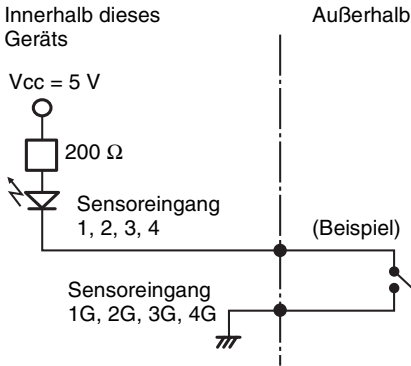 Innerhalb dieses
Geräts
Außerhalb
Vcc = 5 V
200 Ω
Sensoreingang
1, 2, 3, 4
(Beispiel)
Sensoreingang
1G, 2G, 3G, 4G